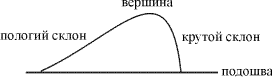 вершина
пологий склон
крутой склон
подошва